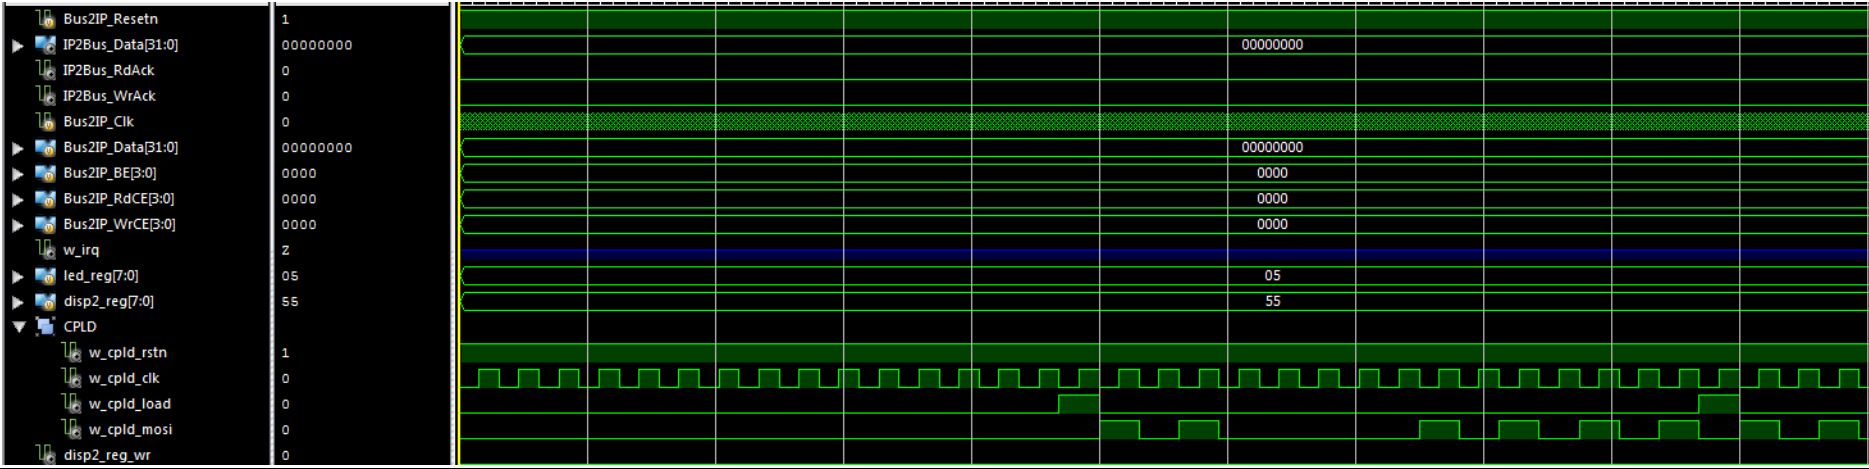 Bus2IP_Resetn 1
IP2Bus_Data[31:0] 00000000 00000000
IP2Bus_RdAck 0
IP2Bus_WrAck 0
Bus2IP_Clk 0
Bus2IP_Data[31:0] 00000000 00000000
Bus2IP_BE[3:0] 0000 0000
Bus2IP_RdCE[3:0] 0000 0000
Bus2IP_WrCE[3:0] 0000 0000
w_irq Z
led_reg[7:0] 05 05
disp2_reg[7:0] 55 55
CPLD
w_cpld_rstn 1
w_cpld_clk 0
w_cpld_load 0
w_cpld_mosi 0
disp2_reg_wr 0